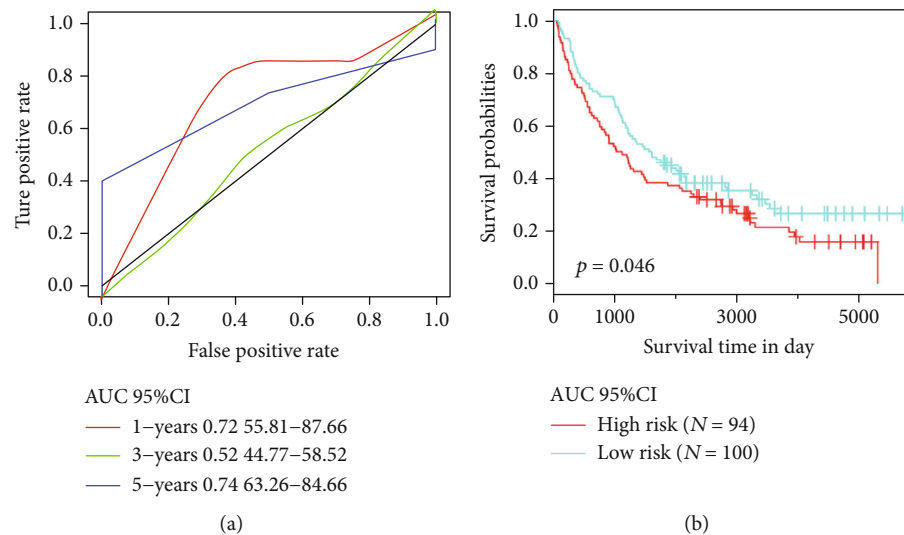 1.0
0.8
0.6
0.4
0.2
0.0
Ture positive rate
0.0 0.2 0.4 0.6 0.8 1.0
False positive rate
AUC 95%CI
1−years 0.72 55.81−87.66
3−years 0.52 44.77−58.52
5−years 0.74 63.26−84.66
(a)
1.0
0.8
0.6
0.4
0.2
0.0
Survival probabilities
p = 0.046
0 1000 3000 5000
Survival time in day
AUC 95%CI
High risk (N = 94)
Low risk (N = 100)
(b)